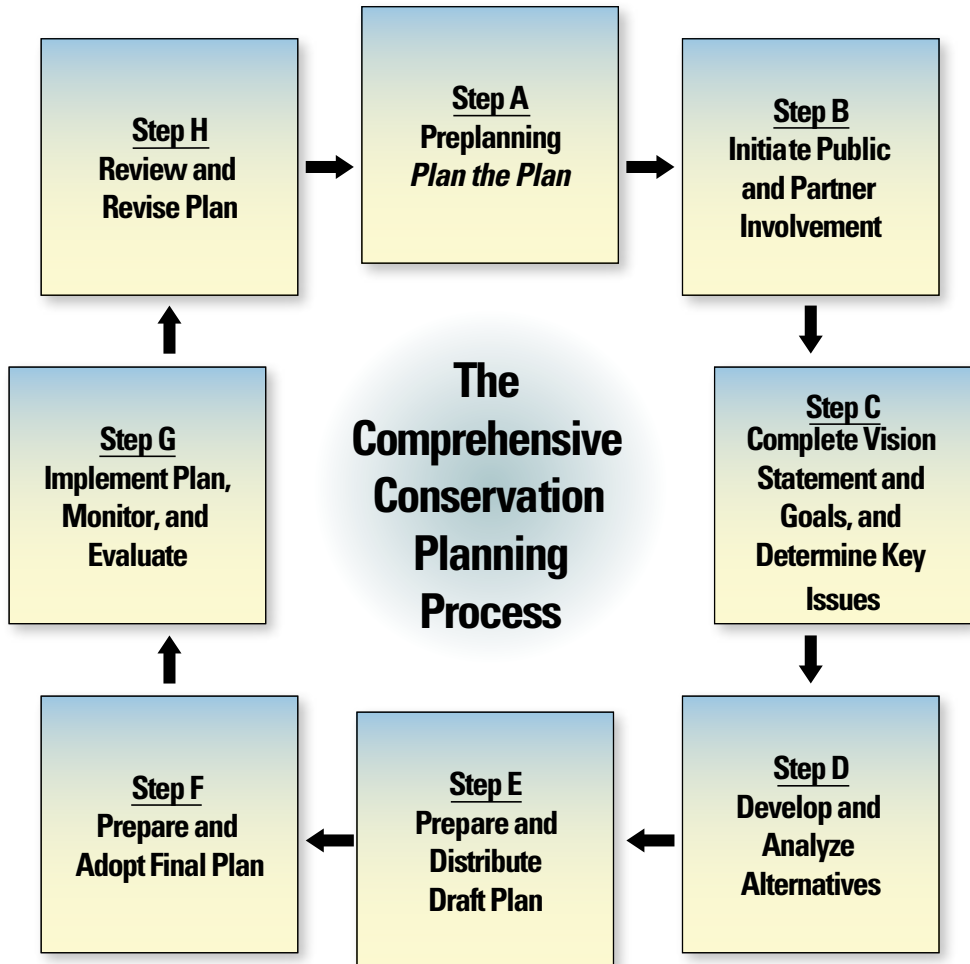 Step A
Preplanning
Plan the Plan
Step B
Initiate Public
and Partner
Involvement
Step C
Complete Vision
Statement and
Goals, and
Determine Key
Issues
Step D
Develop and
Analyze
Alternatives
Step E
Prepare and
Distribute
Draft Plan
Step F
Prepare and
Adopt Final Plan
Step G
Implement Plan,
Monitor, and
Evaluate
Step H
Review and
Revise Plan
The
Comprehensive
Conservation
Planning
Process